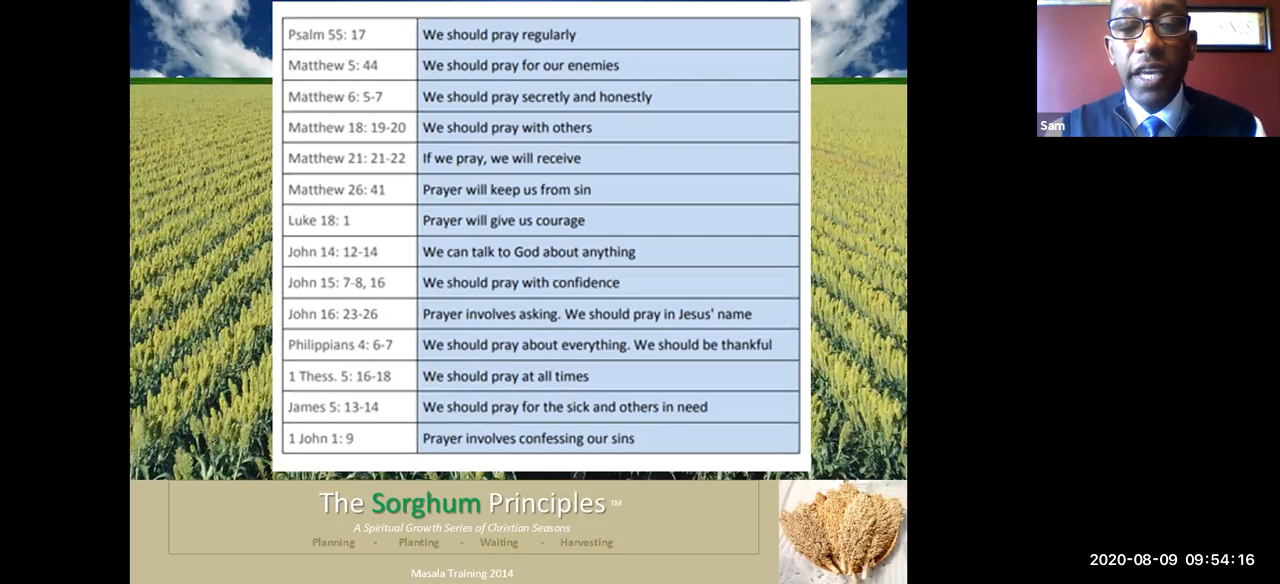 Psalm 55: 17 We should pray regularly
Matthew 5: 44 We should pray for our enemies
Matthew 6: 5-7 We should pray secretly and honestly
Matthew 18: 19-20 We should pray with others
Matthew 21: 21-22 If we pray, we will receive
Matthew 26: 41 Prayer will keep us from sin
Luke 18: 1 Prayer will give us courage
John 14: 12-14 We can talk to God about anything
John 15: 7-8, 16 We should pray with confidence
John 16: 23-26 Prayer involves asking. We should pray in Jesus' name
Philippians 4: 6-7 We should pray about everything. We should be thankful
1 Thess. 5: 16-18 We should pray at all times
James 5: 13-14 We should pray for the sick and others in need
1 John 1: 9 Prayer involves confessing our sins
The Sorghum Principles ™
A Spiritual Growth Series of Christian Seasons
Planning - Planting - Waiting - Harvesting
Masala Training 2014
Sam
2020-08-09 09:54:16